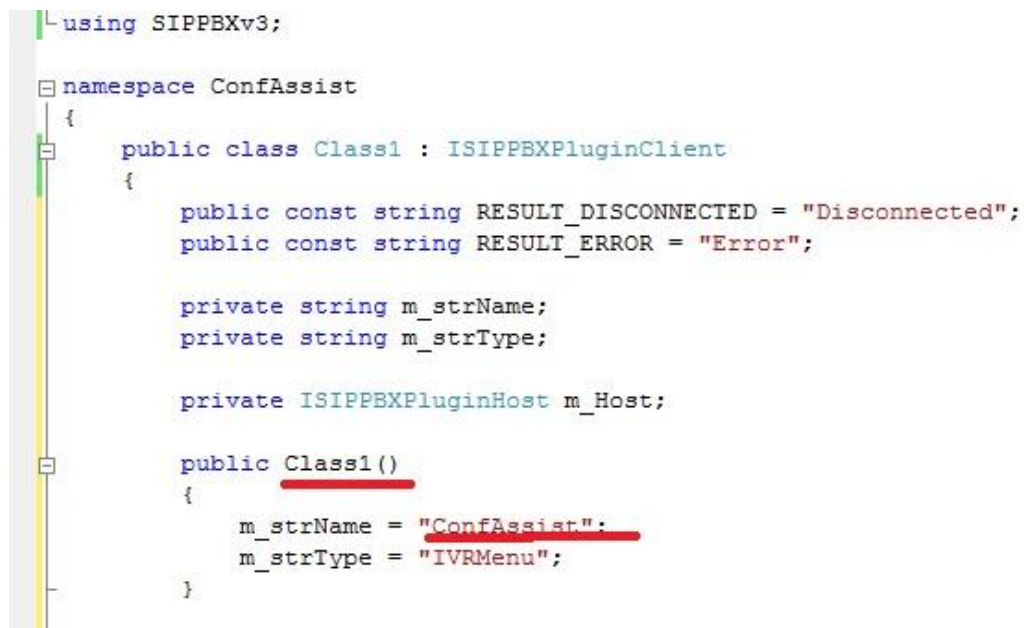 using SIPPBXv3;
namespace ConfAssist
{
public class Class1 : ISIPPBXPluginClient
{
public const string RESULT_DISCONNECTED = "Disconnected";
public const string RESULT_ERROR = "Error";
private string m_strName;
private string m_strType;
private ISIPPBXPluginHost m_Host;
public Class1()
{
m_strName = "ConfAssist";
m_strType = "IVRMenu";
}